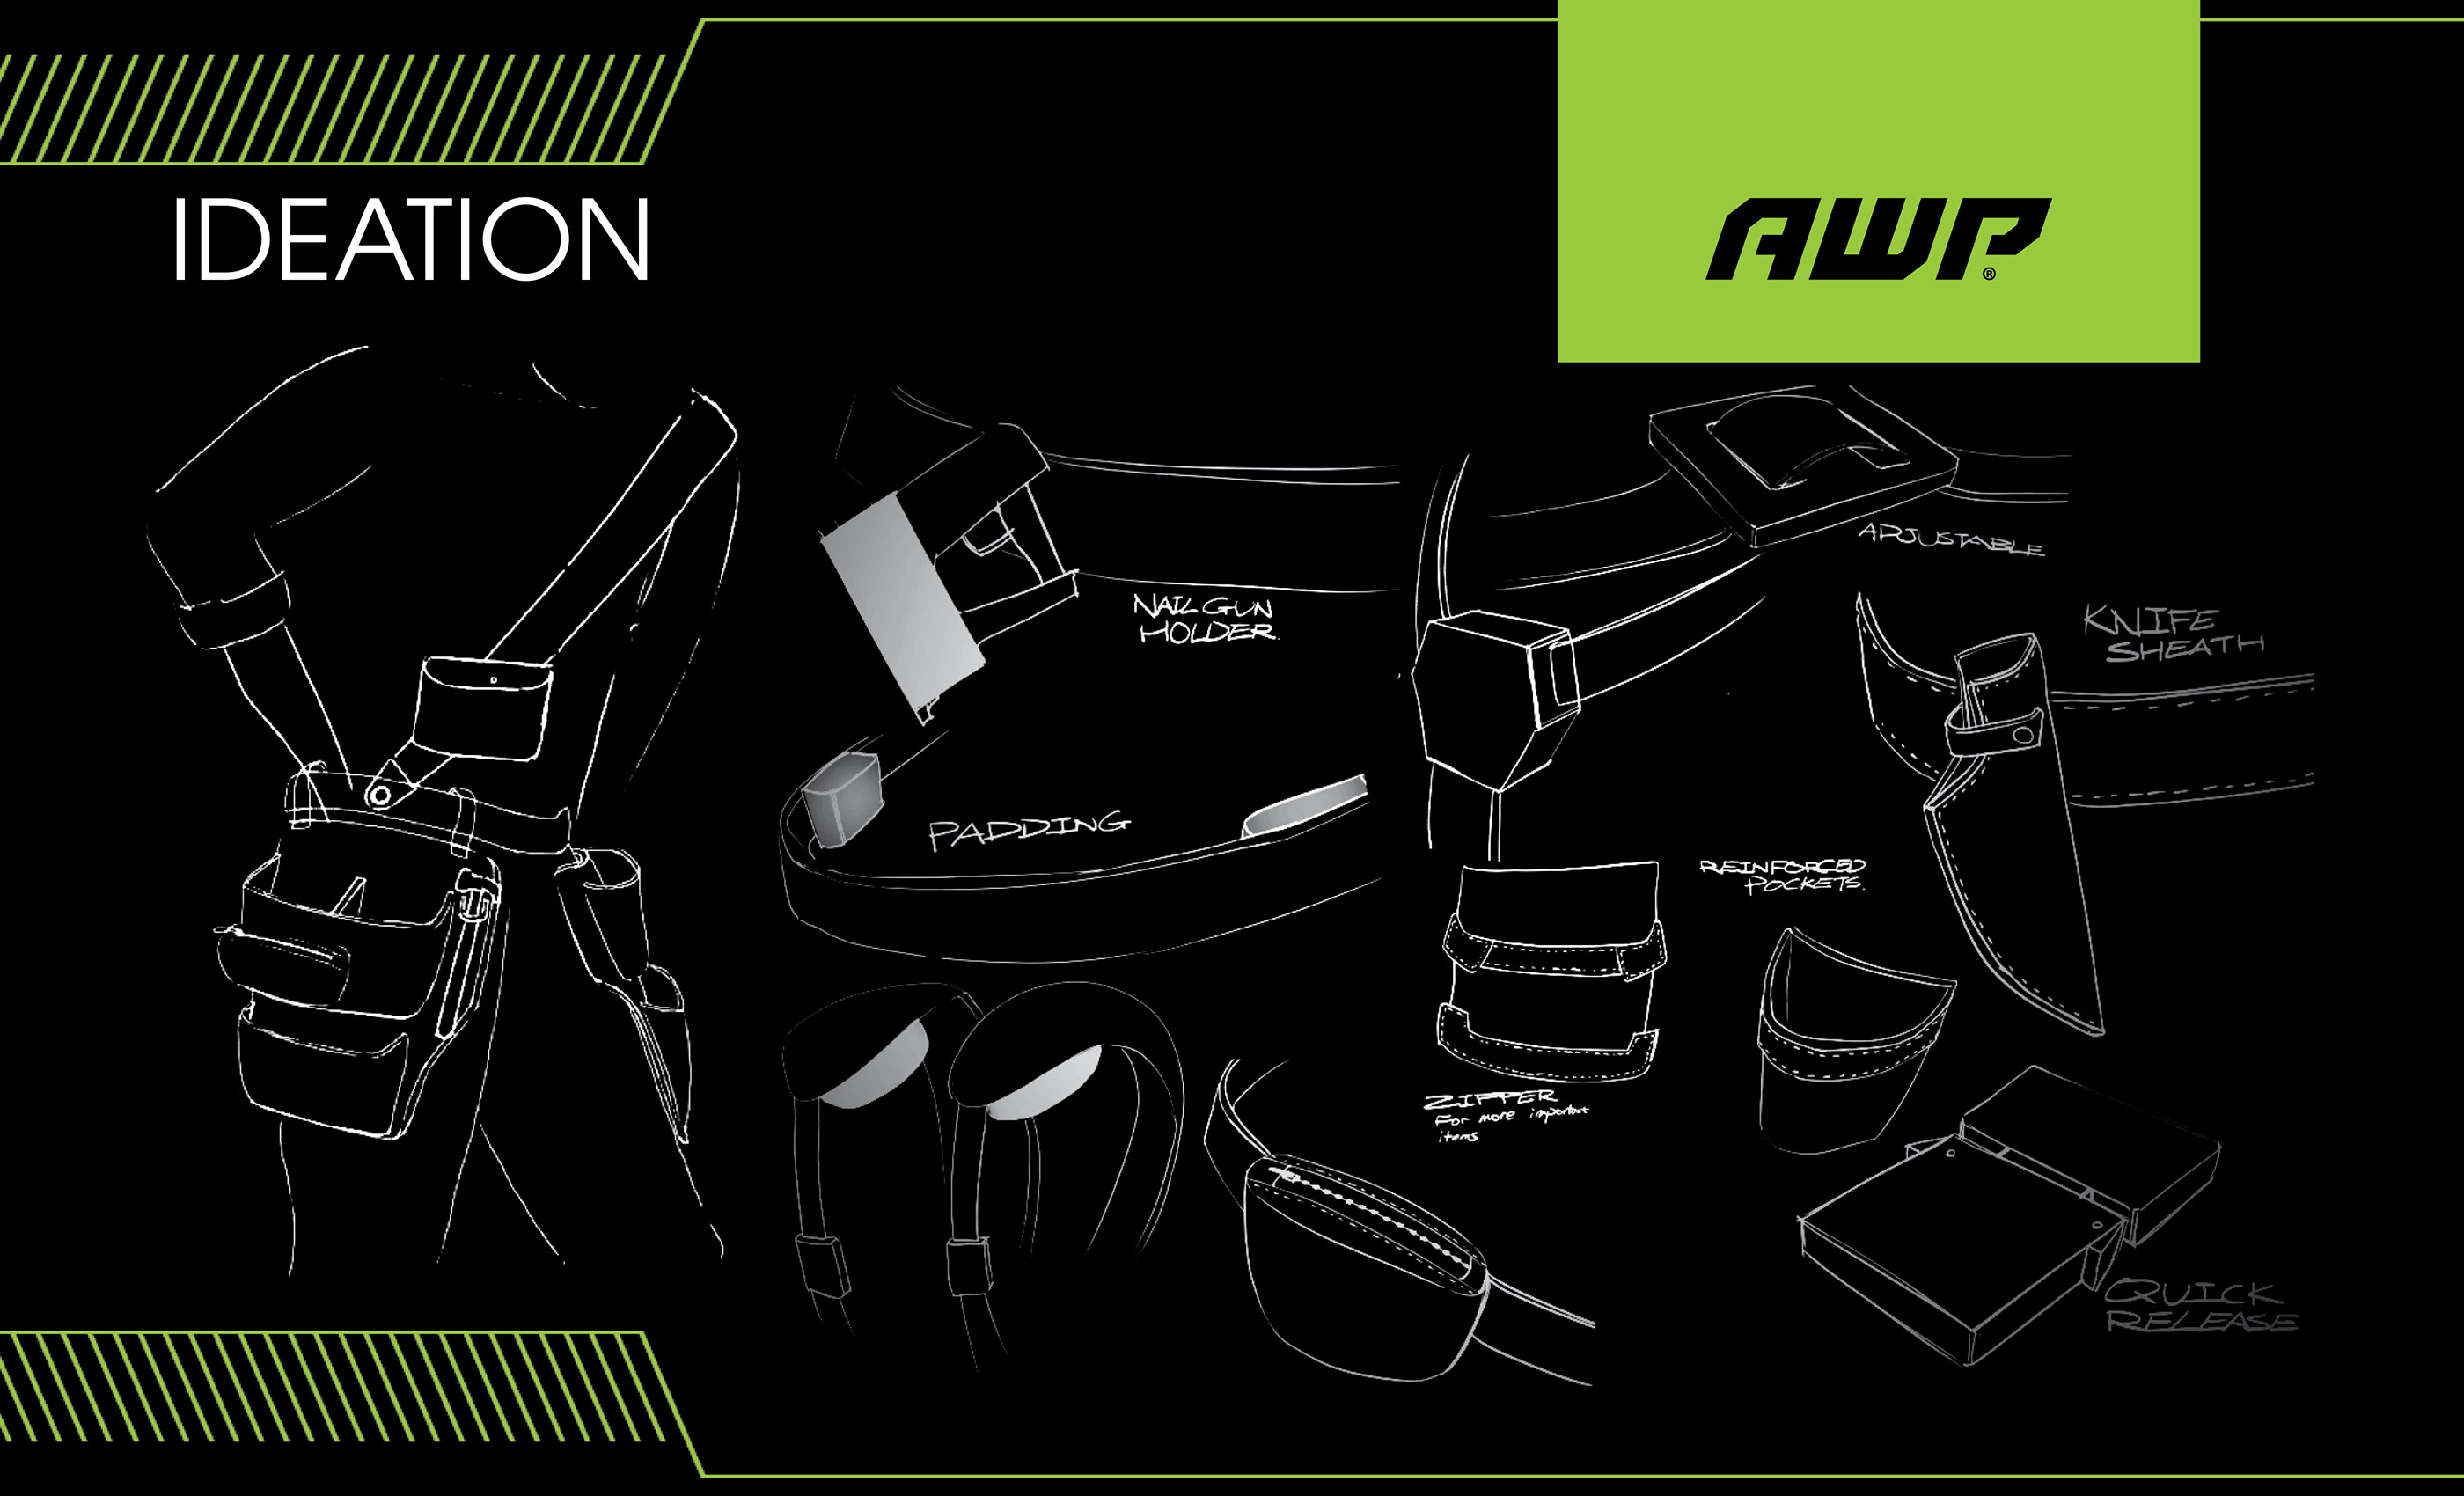 IDEATION
AWP®
NAIL GUN
HOLDER.
ADJUSTABLE
KNIFE
SHEATH
PADDING
REINFORCED
POCKETS.
ZIPPER
For more important
items
QUICK
RELEASE